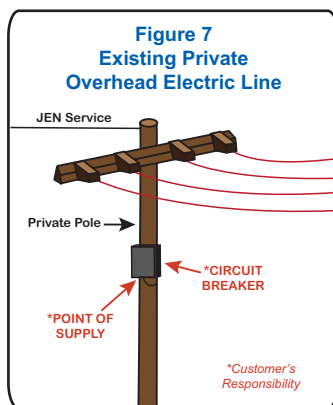 Figure 7
Existing Private
Overhead Electric Line
JEN Service
Private Pole
*CIRCUIT
BREAKER
*POINT OF
SUPPLY
*Customer's
Responsibility